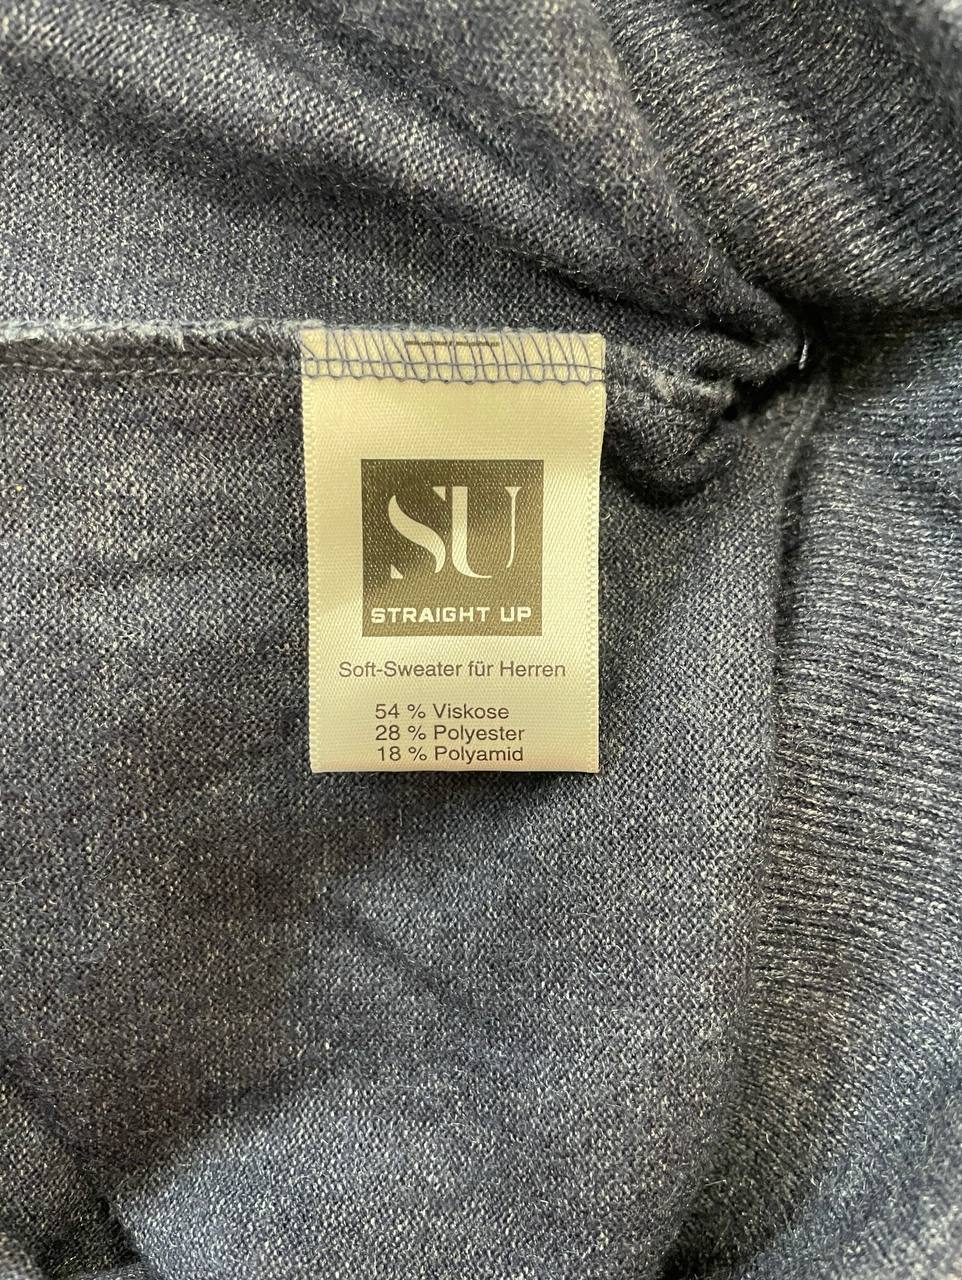 SU
STRAIGHT UP
Soft-Sweater für Herren
54 % Viskose
28 % Polyester
18 % Polyamid